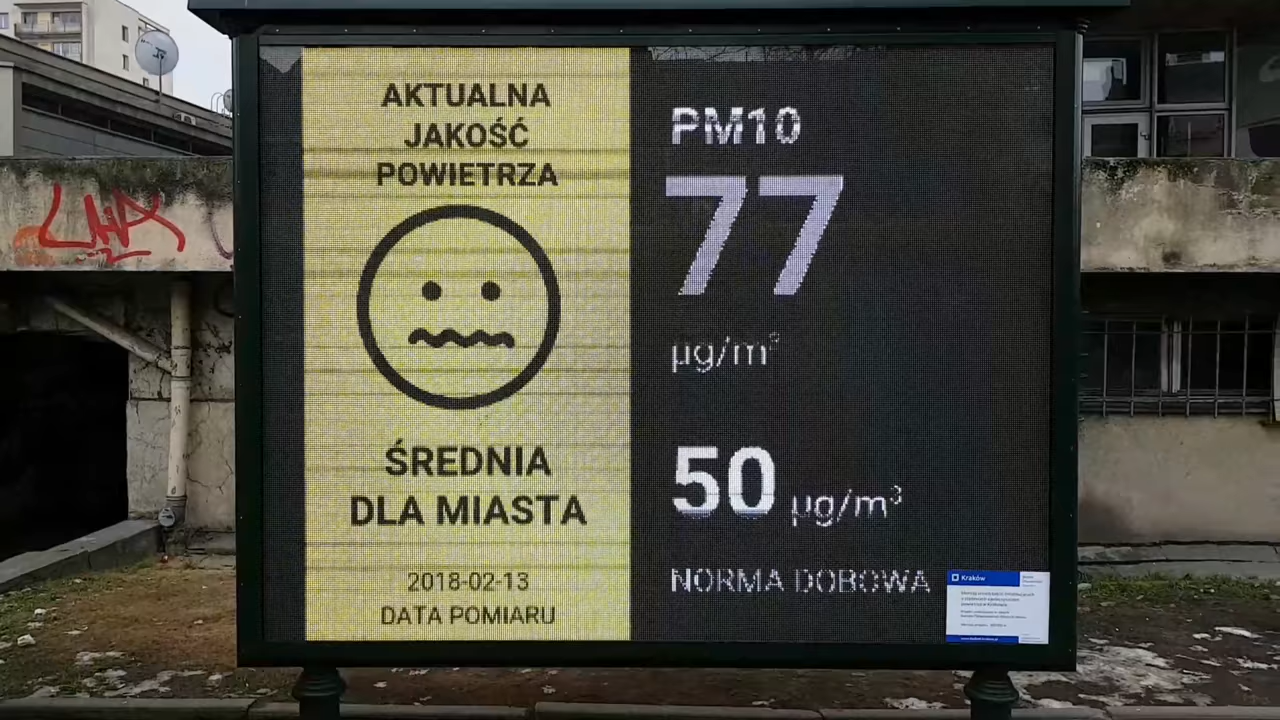 AKTUALNA
JAKOŚĆ
POWIETRZA
ŚREDNIA
DLA MIASTA
2018-02-13
DATA POMIARU
PM10
77
µg/m³
50 µg/m³
NORMA DOBOWA
Kraków